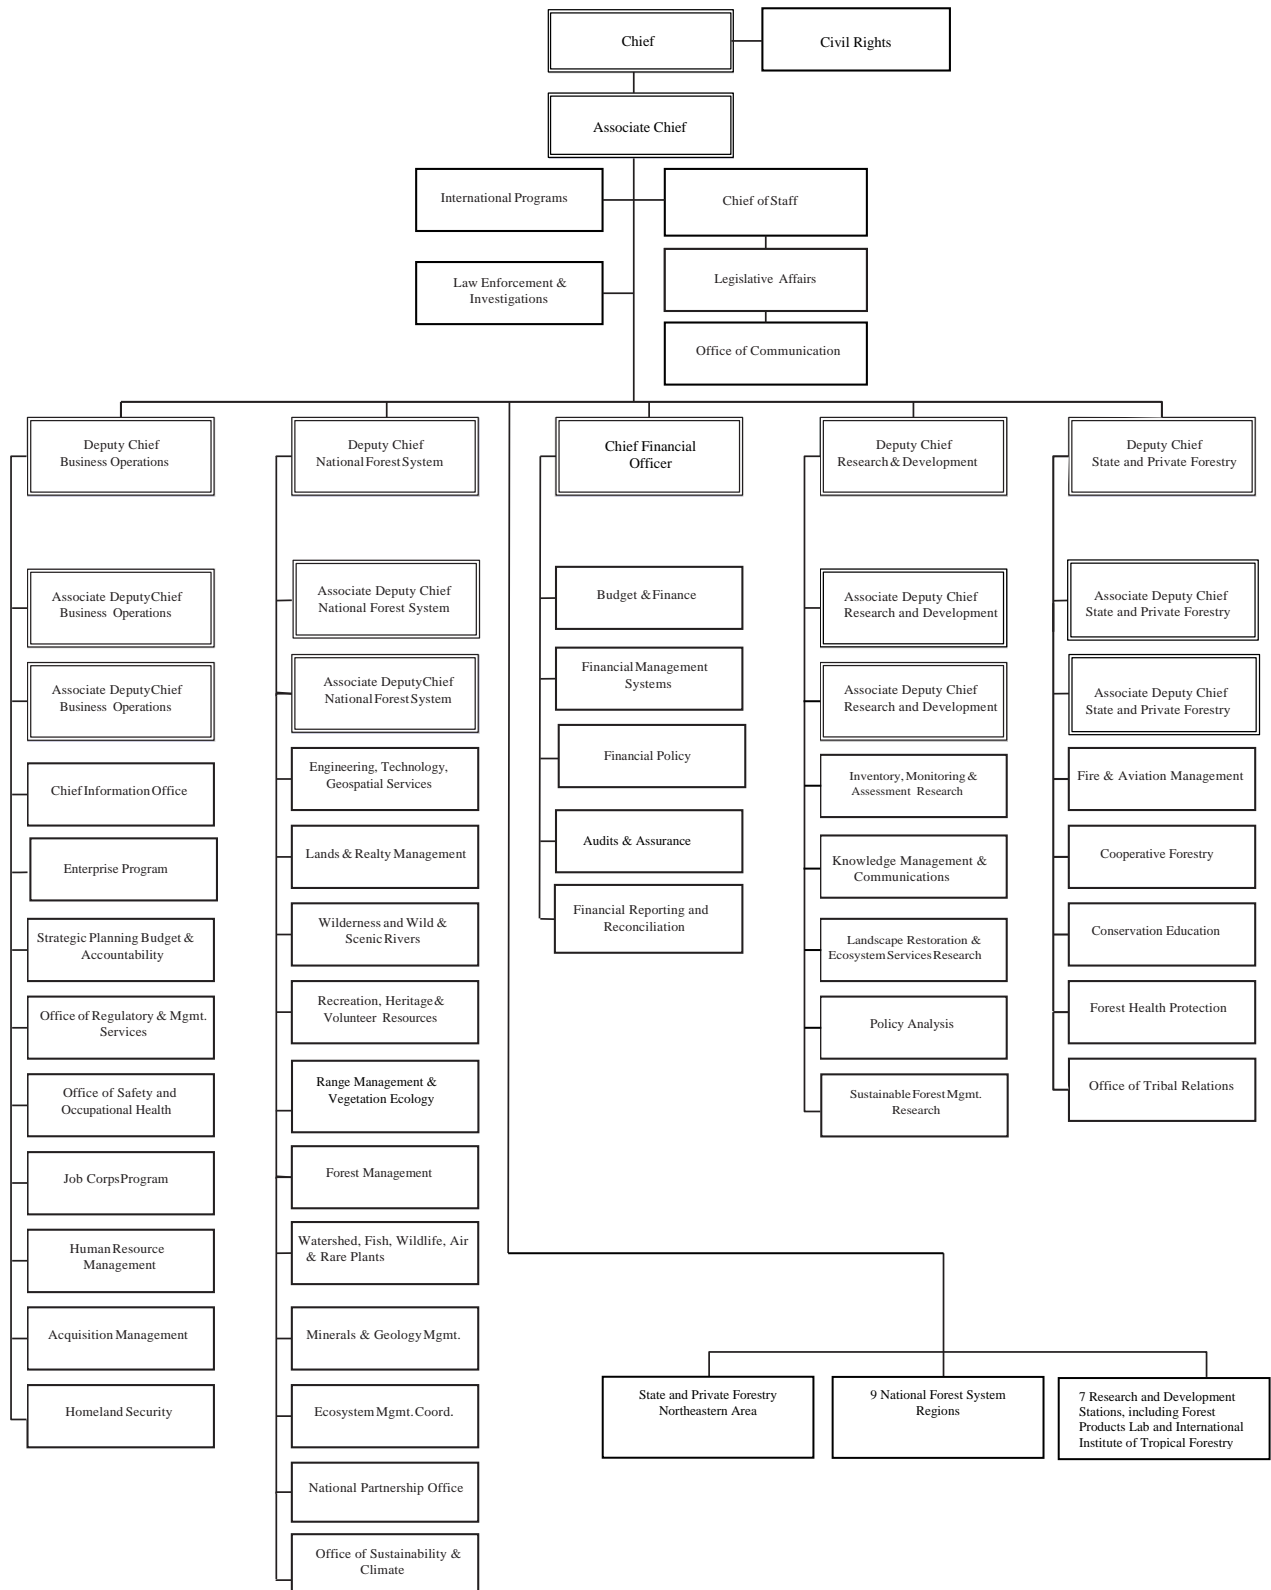 Chief
Civil Rights
Associate Chief
International Programs
Chief of Staff
Law Enforcement &
Investigations
Legislative Affairs
Office of Communication
Deputy Chief
Business Operations
Associate Deputy Chief
Business Operations
Associate Deputy Chief
Business Operations
Chief Information Office
Enterprise Program
Strategic Planning Budget &
Accountability
Office of Regulatory & Mgmt.
Services
Office of Safety and
Occupational Health
Job Corps Program
Human Resource
Management
Acquisition Management
Homeland Security
Deputy Chief
National Forest System
Associate Deputy Chief
National Forest System
Associate Deputy Chief
National Forest System
Engineering, Technology,
Geospatial Services
Lands & Realty Management
Wilderness and Wild &
Scenic Rivers
Recreation, Heritage &
Volunteer Resources
Range Management &
Vegetation Ecology
Forest Management
Watershed, Fish, Wildlife, Air
& Rare Plants
Minerals & Geology Mgmt.
Ecosystem Mgmt. Coord.
National Partnership Office
Office of Sustainability &
Climate
Chief Financial
Officer
Budget & Finance
Financial Management
Systems
Financial Policy
Audits & Assurance
Financial Reporting and
Reconciliation
Deputy Chief
Research & Development
Associate Deputy Chief
Research and Development
Associate Deputy Chief
Research and Development
Inventory, Monitoring &
Assessment Research
Knowledge Management &
Communications
Landscape Restoration &
Ecosystem Services Research
Policy Analysis
Sustainable Forest Mgmt.
Research
Deputy Chief
State and Private Forestry
Associate Deputy Chief
State and Private Forestry
Associate Deputy Chief
State and Private Forestry
Fire & Aviation Management
Cooperative Forestry
Conservation Education
Forest Health Protection
Office of Tribal Relations
State and Private Forestry
Northeastern Area
9 National Forest System
Regions
7 Research and Development
Stations, including Forest
Products Lab and International
Institute of Tropical Forestry